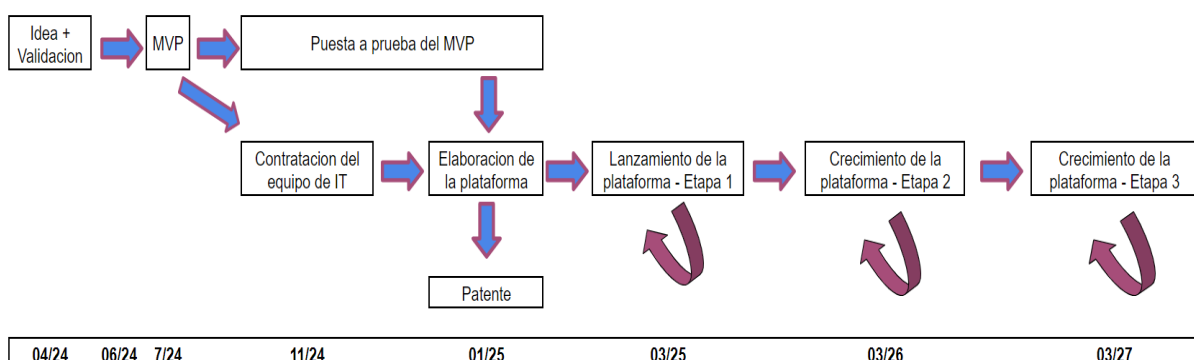 Idea +
Validacion
MVP
Puesta a prueba del MVP
Contratacion del
equipo de IT
Elaboracion de
la plataforma
Lanzamiento de la
plataforma - Etapa 1
Crecimiento de la
plataforma - Etapa 2
Crecimiento de la
plataforma - Etapa 3
Patente
04/24 06/24 7/24 11/24 01/25 03/25 03/26 03/27